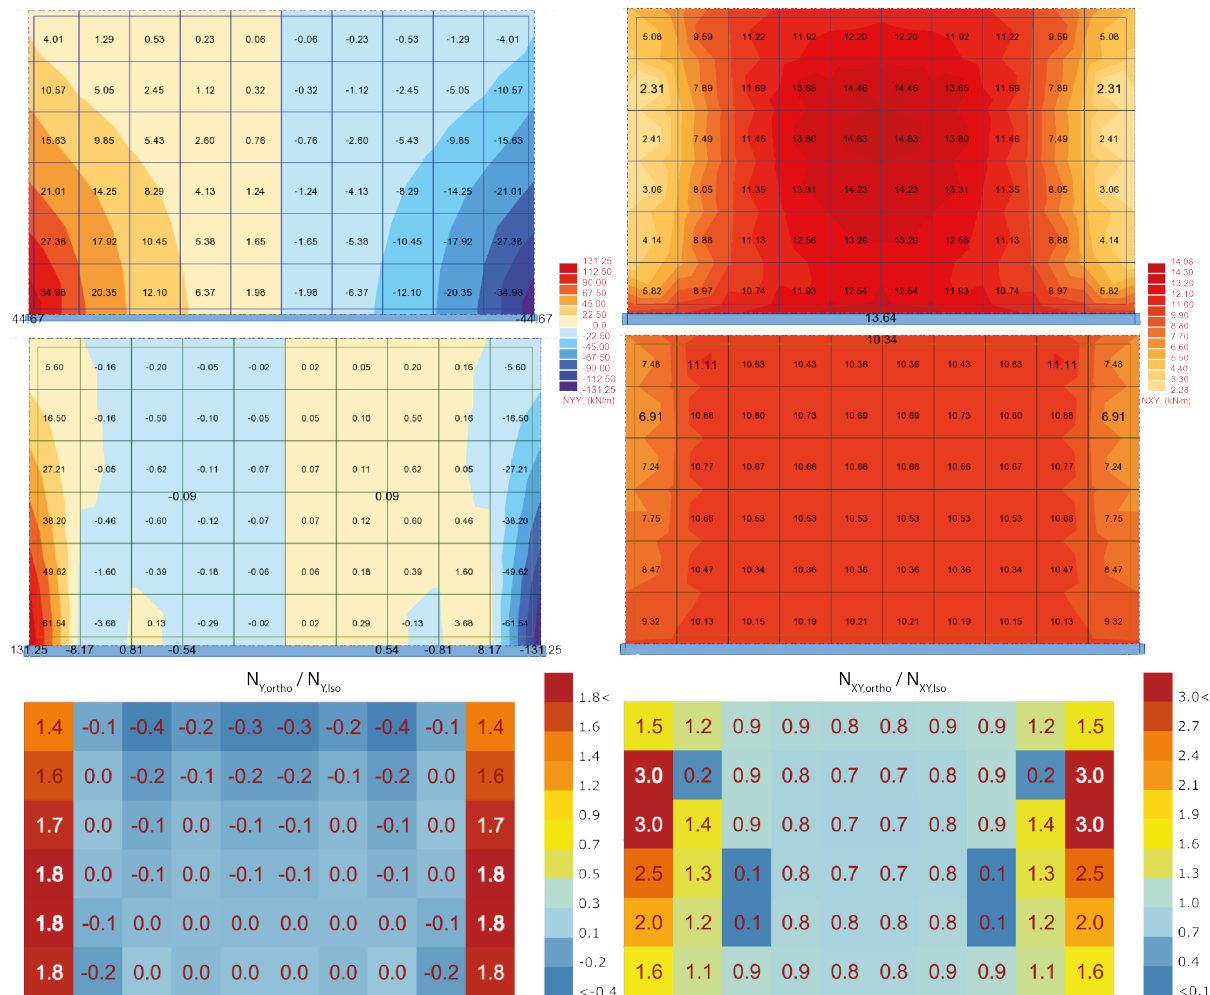 4.01 1.29 0.53 0.23 0.06 -0.06 -0.23 -0.53 -1.29 -4.01
10.57 5.05 2.45 1.12 0.32 -0.32 -1.12 -2.45 -5.05 -10.57
15.63 9.85 5.43 2.60 0.76 -0.76 -2.60 -5.43 -9.85 -15.63
21.01 14.25 8.29 4.13 1.24 -1.24 -4.13 -8.29 -14.25 -21.01
27.38 17.92 10.45 5.38 1.65 -1.65 -5.38 -10.45 -17.92 -27.38
34.98 20.35 12.10 6.37 1.98 -1.98 -6.37 -12.10 -20.35 -34.98
44.67 -44.67
131.25
112.50
90.00
67.50
45.00
22.50
0.0
-22.50
-45.00
-67.50
-90.00
-112.50
-131.25
NYY, (kN/m)
5.08 9.59 11.22 11.92 12.20 12.20 11.92 11.22 9.59 5.08
2.31 7.89 11.69 13.65 14.46 14.46 13.65 11.69 7.89 2.31
2.41 7.49 11.46 13.80 14.83 14.83 13.80 11.46 7.49 2.41
3.06 8.05 11.35 13.31 14.23 14.23 13.31 11.35 8.05 3.06
4.14 8.88 11.13 12.56 13.29 13.29 12.56 11.13 8.88 4.14
5.82 8.97 10.74 11.93 12.54 12.54 11.93 10.74 8.97 5.82
13.64
14.98
14.30
13.20
12.10
11.00
9.90
8.80
7.70
6.60
5.50
4.40
3.30
2.28
NXY, (kN/m)
5.60 -0.16 -0.20 -0.05 -0.02 0.02 0.05 0.20 0.16 -5.60
16.50 -0.16 -0.50 -0.10 -0.05 0.05 0.10 0.50 0.16 -16.50
27.21 -0.05 -0.62 -0.11 -0.07 0.07 0.11 0.62 0.05 -27.21
-0.09 0.09
38.20 -0.46 -0.60 -0.12 -0.07 0.07 0.12 0.60 0.46 -38.20
49.62 -1.60 -0.39 -0.18 -0.06 0.06 0.18 0.39 1.60 -49.62
61.54 -3.68 0.13 -0.29 -0.02 0.02 0.29 -0.13 3.68 -61.54
131.25 -8.17 0.81 -0.54 0.54 -0.81 8.17 -131.25
10.34
7.48 11.11 10.63 10.43 10.36 10.36 10.43 10.63 11.11 7.48
6.91 10.88 10.80 10.73 10.69 10.69 10.73 10.80 10.88 6.91
7.24 10.77 10.67 10.66 10.66 10.66 10.66 10.67 10.77 7.24
7.75 10.66 10.53 10.53 10.53 10.53 10.53 10.53 10.66 7.75
8.47 10.47 10.34 10.36 10.36 10.36 10.36 10.34 10.47 8.47
9.32 10.13 10.15 10.19 10.21 10.21 10.19 10.15 10.13 9.32
NY,ortho / NY,Iso
1.4 -0.1 -0.4 -0.2 -0.3 -0.3 -0.2 -0.4 -0.1 1.4
1.6 0.0 -0.2 -0.1 -0.2 -0.2 -0.1 -0.2 0.0 1.6
1.7 0.0 -0.1 0.0 -0.1 -0.1 0.0 -0.1 0.0 1.7
1.8 0.0 -0.1 0.0 -0.1 -0.1 0.0 -0.1 0.0 1.8
1.8 -0.1 0.0 0.0 0.0 0.0 0.0 0.0 -0.1 1.8
1.8 -0.2 0.0 0.0 0.0 0.0 0.0 0.0 -0.2 1.8
1.8<
1.6
1.4
1.2
0.9
0.7
0.5
0.3
0.1
-0.2
<-0.4
NXY,ortho / NXY,Iso
1.5 1.2 0.9 0.9 0.8 0.8 0.9 0.9 1.2 1.5
3.0 0.2 0.9 0.8 0.7 0.7 0.8 0.9 0.2 3.0
3.0 1.4 0.9 0.8 0.7 0.7 0.8 0.9 1.4 3.0
2.5 1.3 0.1 0.8 0.7 0.7 0.8 0.1 1.3 2.5
2.0 1.2 0.1 0.8 0.8 0.8 0.8 0.1 1.2 2.0
1.6 1.1 0.9 0.9 0.8 0.8 0.9 0.9 1.1 1.6
3.0<
2.7
2.4
2.1
1.9
1.6
1.3
1.0
0.7
0.4
<0.1